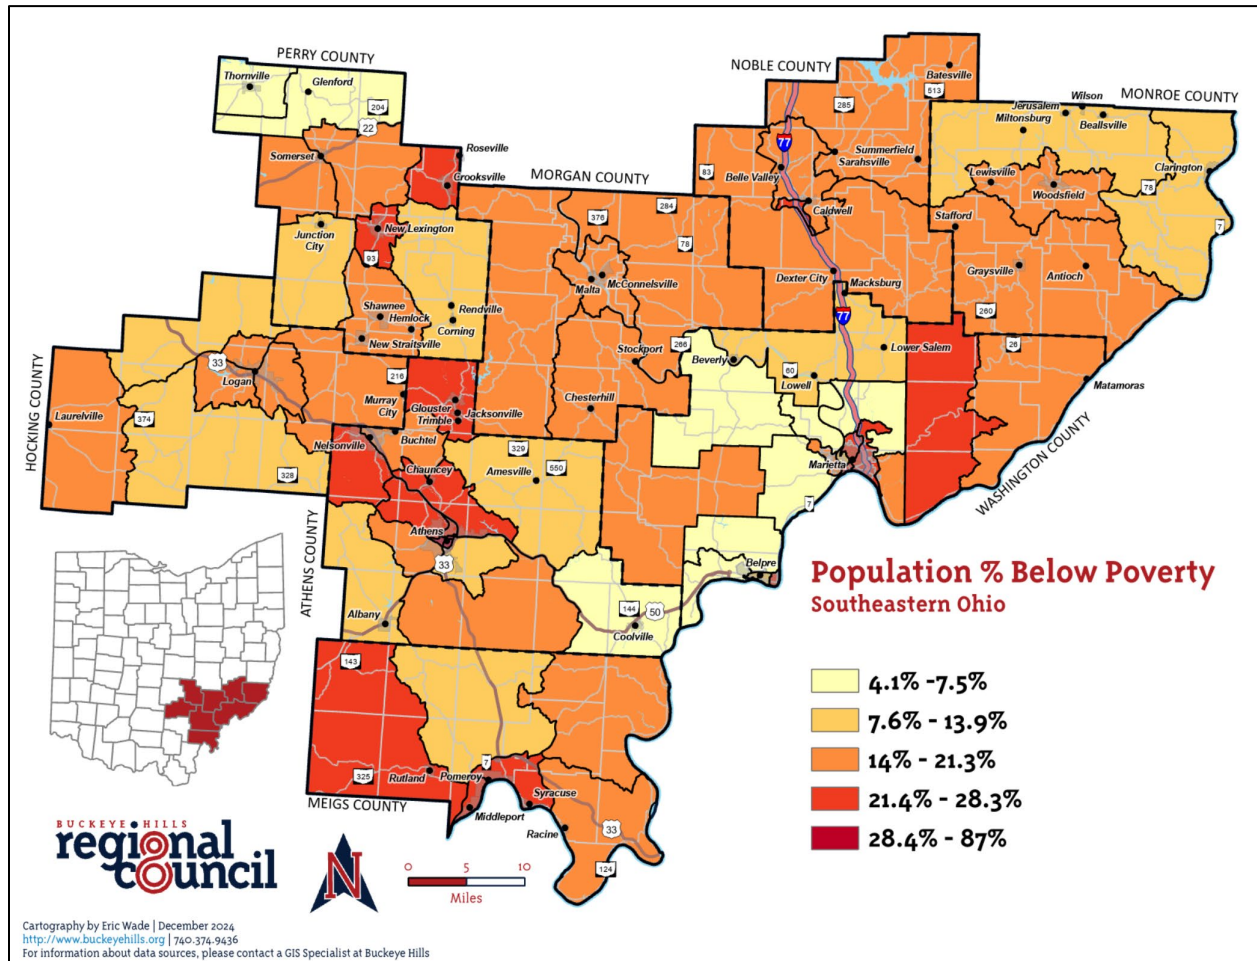 PERRY COUNTY
Thornville
Glenford
204
22
Somerset
Roseville
Crooksville
NOBLE COUNTY
Batesville
513
285
MONROE COUNTY
Wilson
Jerusalem
Miltonsburg
Beallsville
77
Summerfield
Sarahsville
Belle Valley
83
Clarington
Lewisville
78
Woodsfield
Caldwell
Stafford
7
MORGAN COUNTY
284
376
78
Junction
City
New Lexington
93
Malta
McConnelsville
Dexter City
Macksburg
Graysville
Antioch
260
Shawnee
Hemlock
New Straitsville
Rendville
Corning
77
Stockport
266
Beverly
60
Lower Salem
Lowell
26
Matamoras
HOCKING COUNTY
33
Logan
216
Murray
City
Glouster
Trimble
Jacksonville
Chesterhill
Laurelville
374
Nelsonville
Buchtel
328
Chauncey
329
550
Amesville
Marietta
WASHINGTON COUNTY
7
ATHENS COUNTY
Athens
33
Belpre
144
50
Coolville
Albany
143
325
Rutland
Pomeroy
7
Syracuse
Middleport
Racine
33
124
MEIGS COUNTY
Population % Below Poverty
Southeastern Ohio
4.1% -7.5%
7.6% - 13.9%
14% - 21.3%
21.4% - 28.3%
28.4% - 87%
BUCKEYE HILLS
regional
council
N
0 5 10
Miles
Cartography by Eric Wade | December 2024
http://www.buckeyehills.org | 740.374.9436
For information about data sources, please contact a GIS Specialist at Buckeye Hills